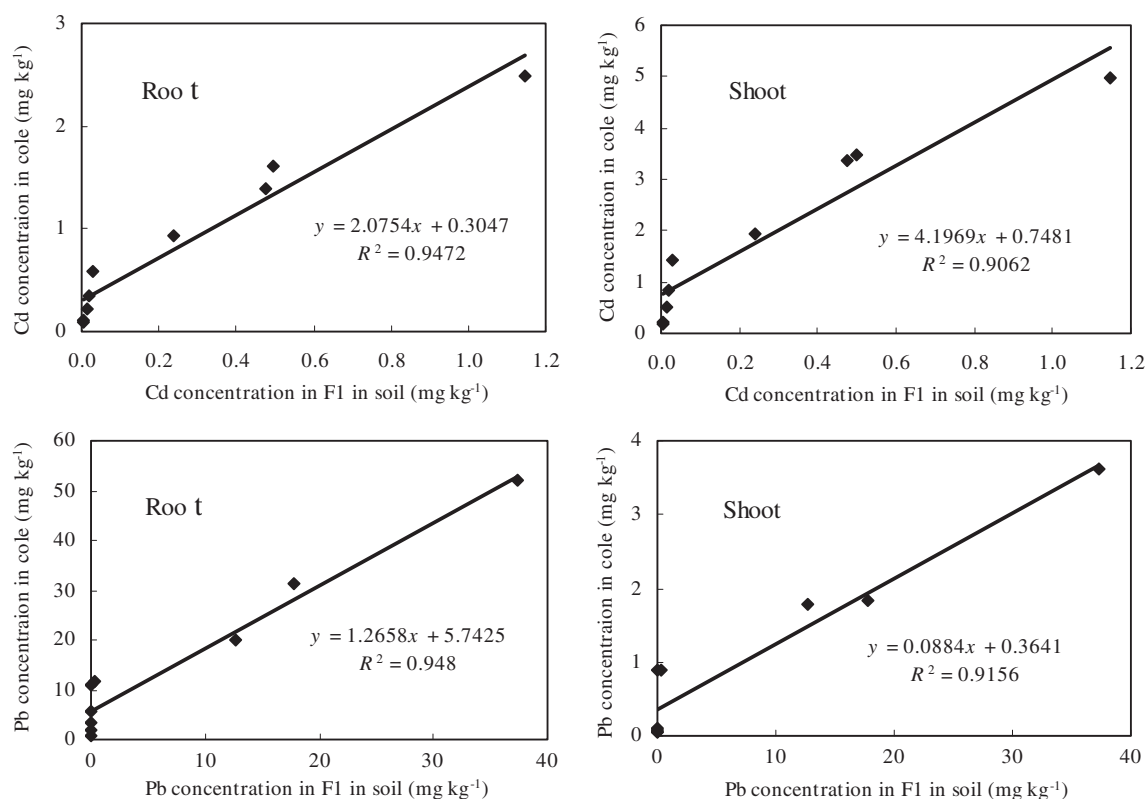 Cd concentraion in cole (mg kg-1)
3
2
1
0
Roo t
y = 2.0754x + 0.3047
R2 = 0.9472
0.0 0.2 0.4 0.6 0.8 1.0 1.2
Cd concentration in F1 in soil (mg kg-1)
Cd concentraion in cole (mg kg-1)
6
5
4
3
2
1
0
Shoot
y = 4.1969x + 0.7481
R2 = 0.9062
0.0 0.2 0.4 0.6 0.8 1.0 1.2
Cd concentration in F1 in soil (mg kg-1)
Pb concentraion in cole (mg kg-1)
60
50
40
30
20
10
0
Roo t
y = 1.2658x + 5.7425
R2 = 0.948
0 10 20 30 40
Pb concentration in F1 in soil (mg kg-1)
Pb concentraion in cole (mg kg-1)
4
3
2
1
0
Shoot
y = 0.0884x + 0.3641
R2 = 0.9156
0 10 20 30 40
Pb concentration in F1 in soil (mg kg-1)